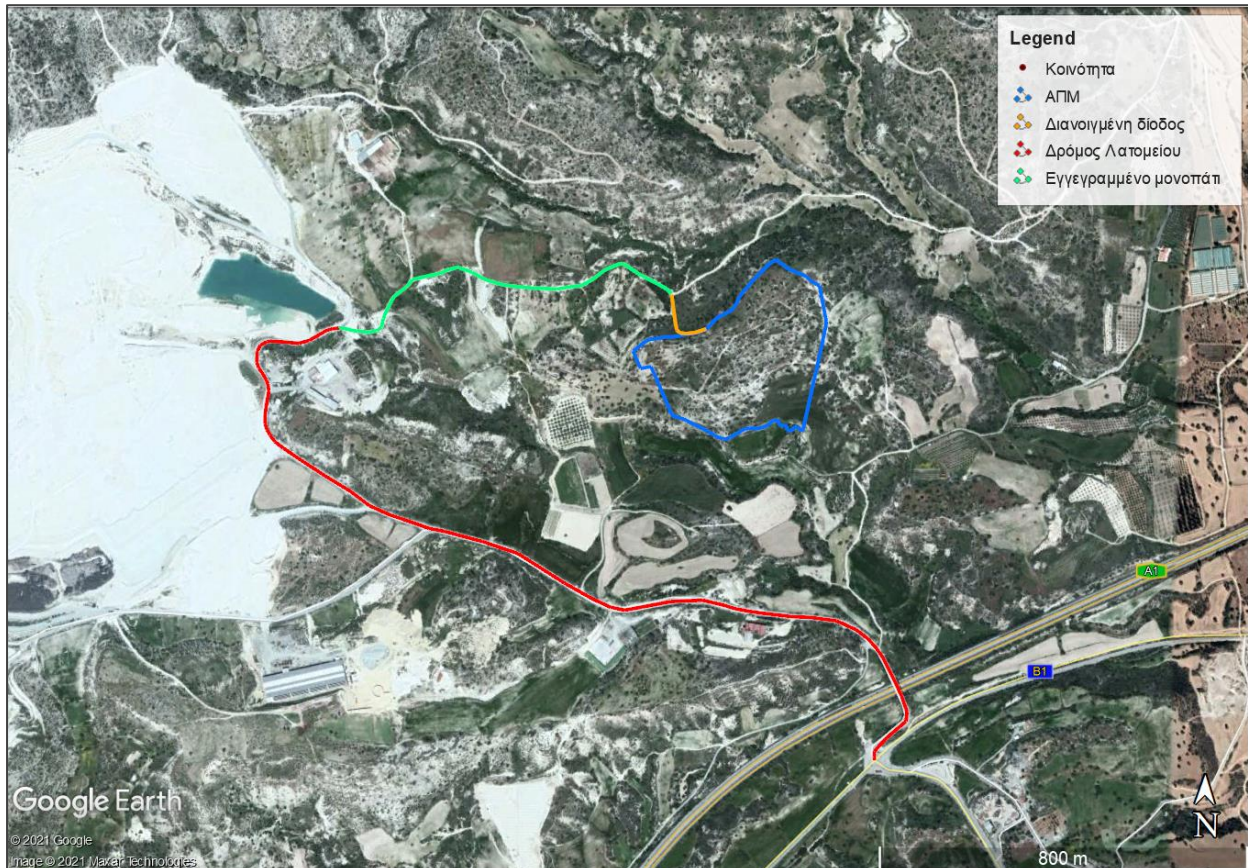 Legend
Κοινότητα
ΑΠΜ
Διανοιγμένη δίοδος
Δρόμος Λατομείου
Εγγεγραμμένο μονοπάτι
A1
B1
Google Earth
© 2021 Google
Image © 2021 Maxar Technologies
800 m
N